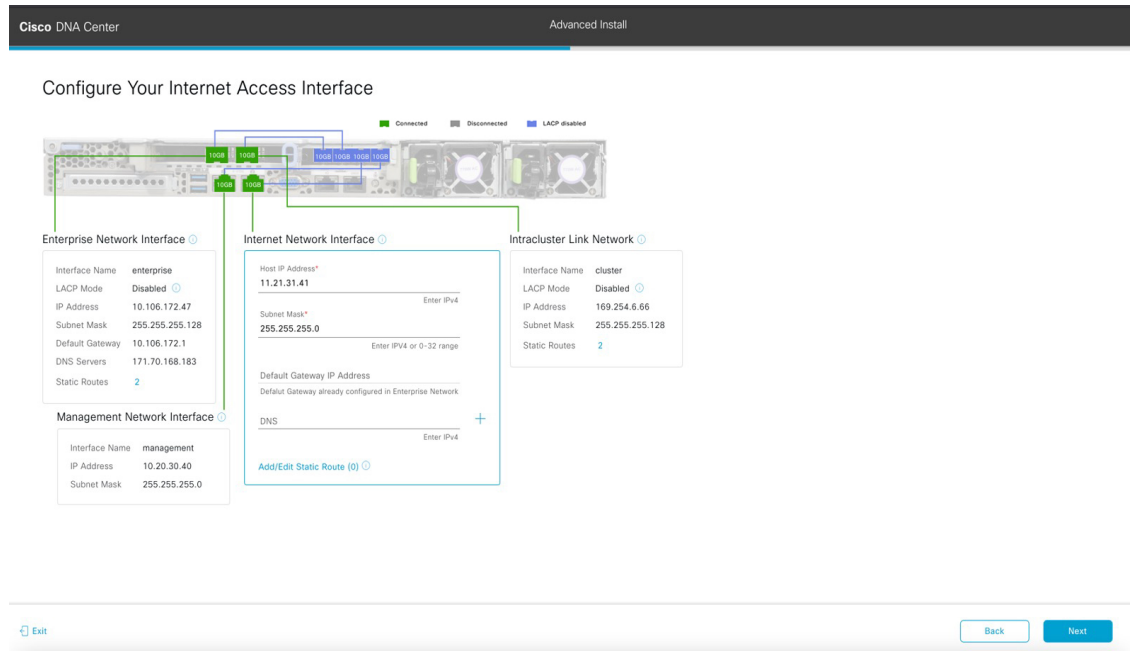 Cisco DNA Center
Advanced Install
Configure Your Internet Access Interface
Connected
Disconnected
LACP disabled
10GB 10GB
10GB 10GB 10GB 10GB
10GB 10GB
Enterprise Network Interface
Interface Name enterprise
LACP Mode Disabled
IP Address 10.106.172.47
Subnet Mask 255.255.255.128
Default Gateway 10.106.172.1
DNS Servers 171.70.168.183
Static Routes 2
Management Network Interface
Interface Name management
IP Address 10.20.30.40
Subnet Mask 255.255.255.0
Internet Network Interface
Host IP Address*
11.21.31.41
Enter IPv4
Subnet Mask*
255.255.255.0
Enter IPV4 or 0-32 range
Default Gateway IP Address
Defalut Gateway already configured in Enterprise Network
DNS
+
Enter IPv4
Add/Edit Static Route (0)
Intracluster Link Network
Interface Name cluster
LACP Mode Disabled
IP Address 169.254.6.66
Subnet Mask 255.255.255.128
Static Routes 2
Exit
Back
Next